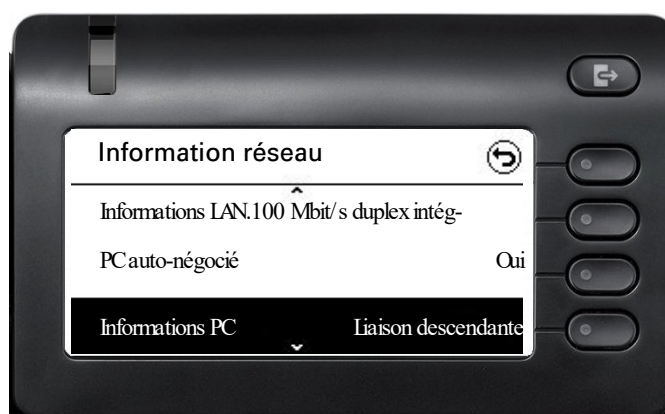 Information réseau
Informations LAN.100 Mbit/s duplex intég-
PC auto-négocié Oui
Informations PC Liaison descendante